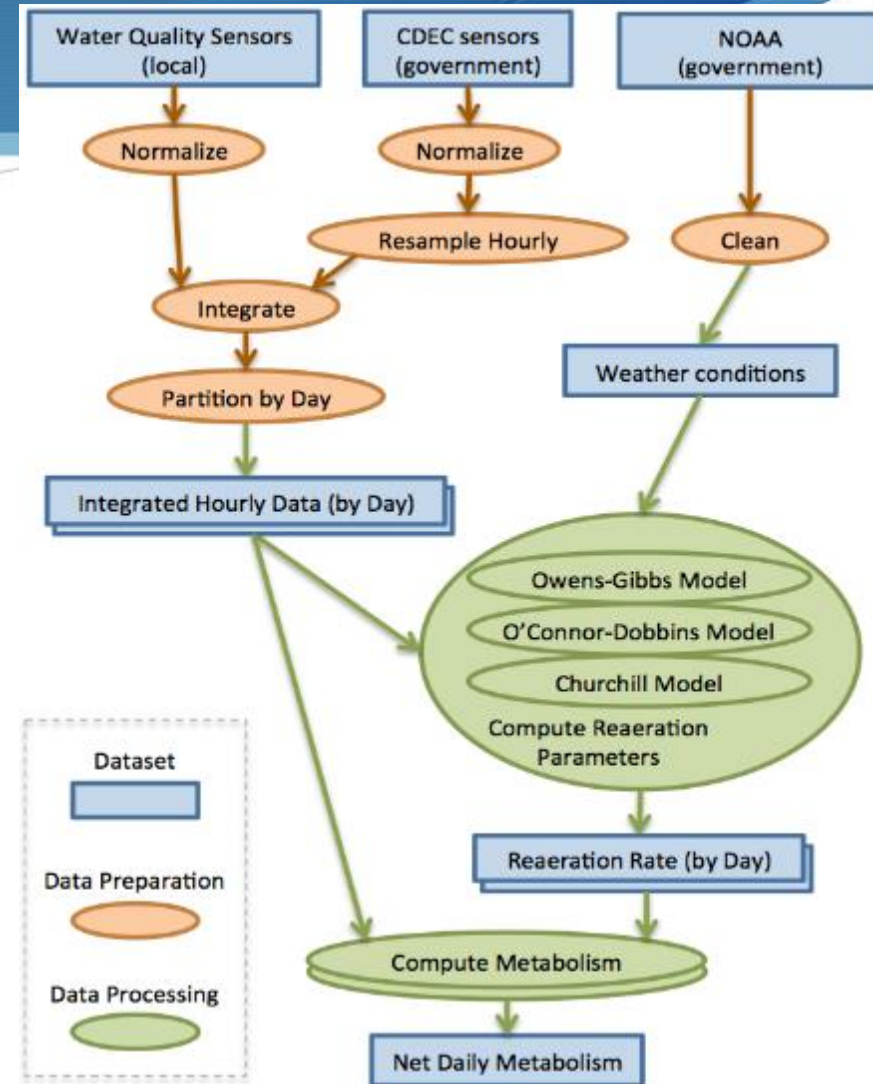 Water Quality Sensors
(local)
CDEC sensors
(government)
NOAA
(government)
Normalize
Normalize
Resample Hourly
Clean
Integrate
Weather conditions
Partition by Day
Integrated Hourly Data (by Day)
Owens-Gibbs Model
O'Connor-Dobbins Model
Churchill Model
Compute Reaeration
Parameters
Dataset
Reaeration Rate (by Day)
Data Preparation
Compute Metabolism
Data Processing
Net Daily Metabolism